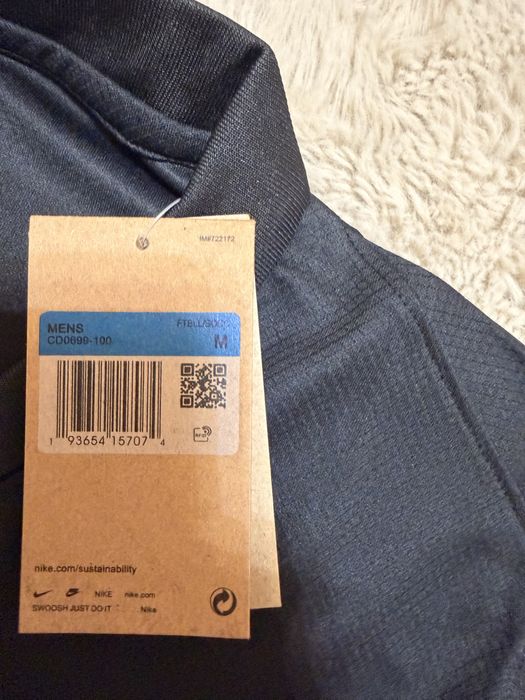 IM#722172
MENS FTBLL/SOCC
CD0699-100 M
1 93654 15707 4
RFID
nike.com/sustainability
NIKE nike.com
SWOOSH JUST DO IT Nike